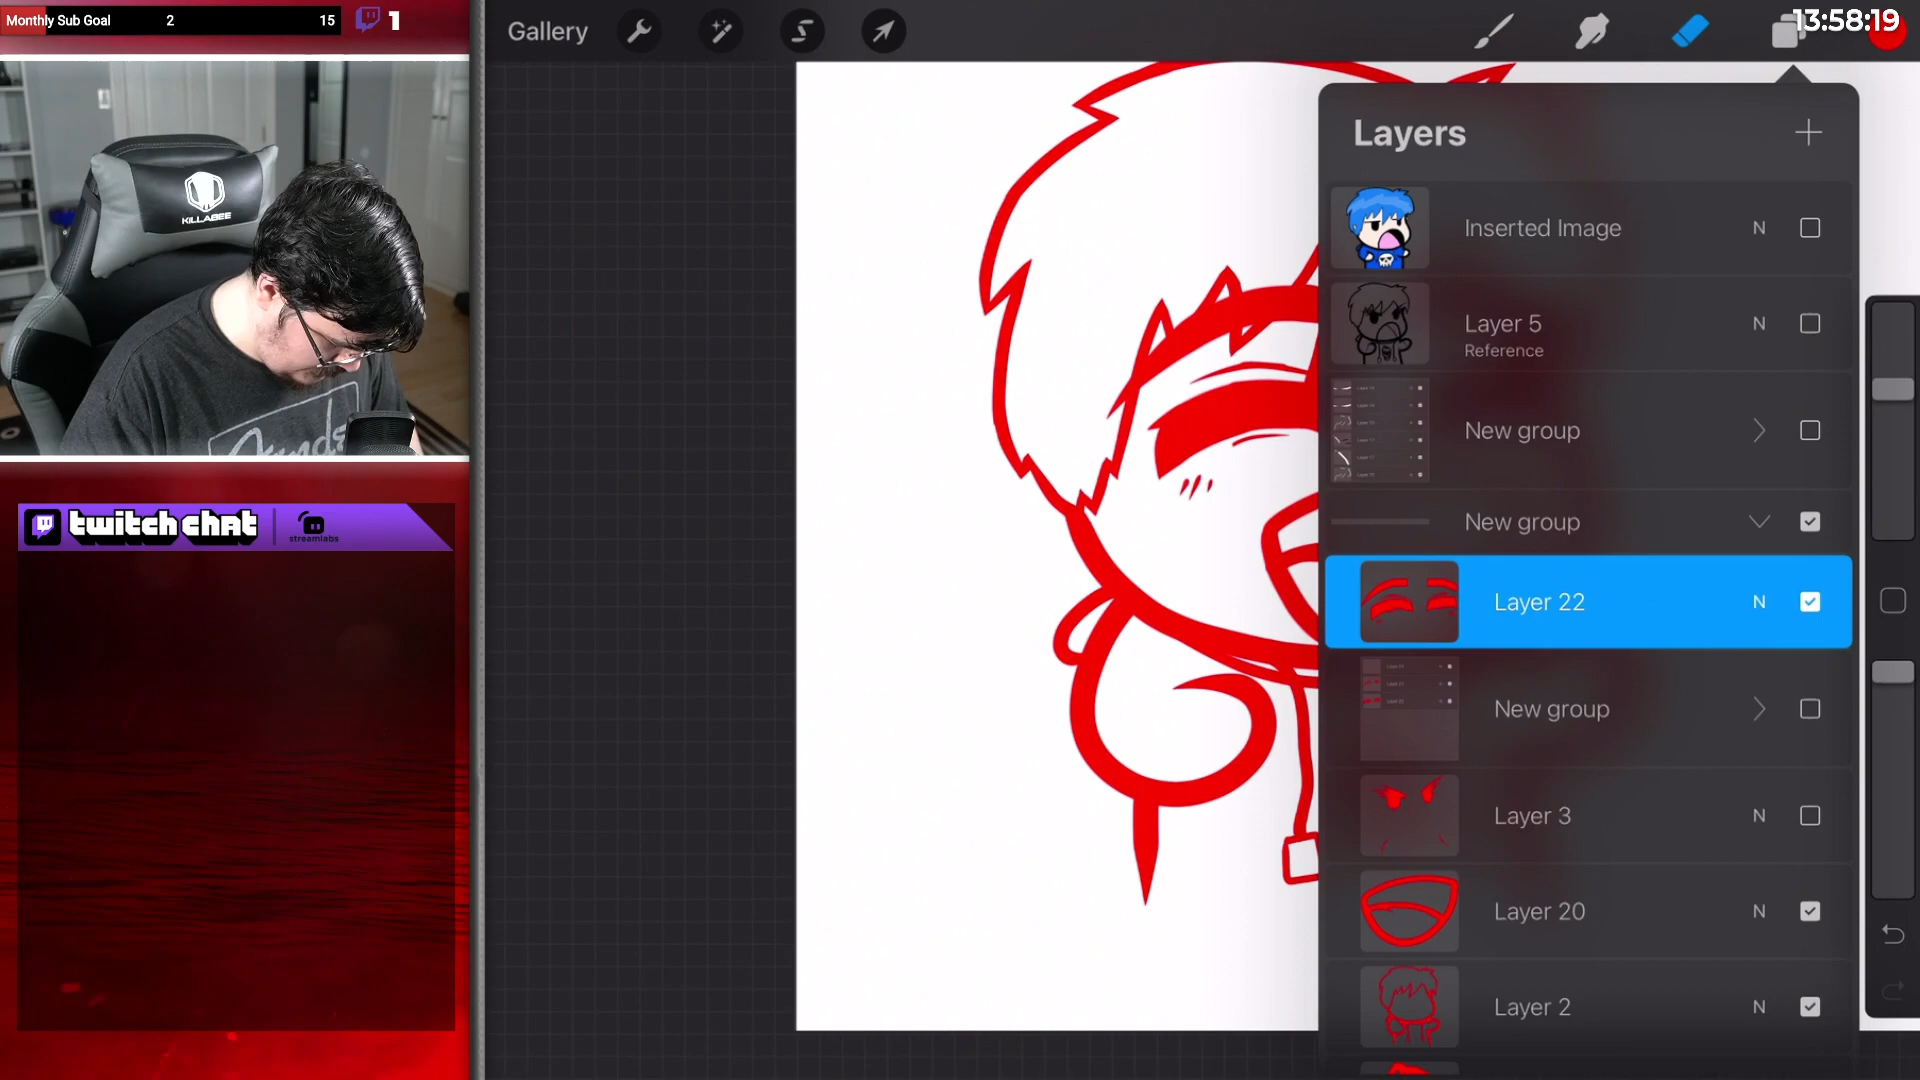 Monthly Sub Goal 2 15
1
KILLABEE
Fender
twitch chat
streamlabs
Gallery
13:58:19
Layers
Inserted Image N
Layer 5 N
Reference
New group
New group
Layer 22 N
New group
Layer 3 N
Layer 20 N
Layer 2 N